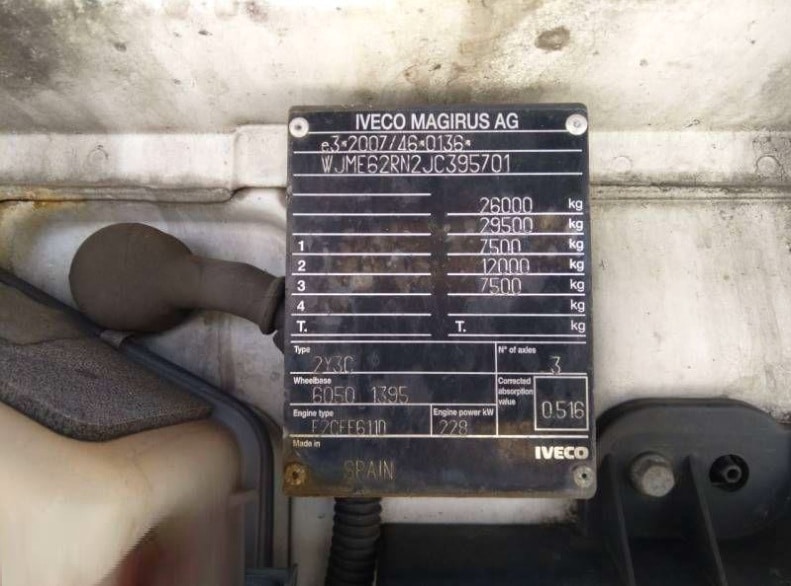 IVECO MAGIRUS AG
e3*2007/46*0136*
WJME62RN2JC395701
26000 kg
29500 kg
1 7500 kg
2 12000 kg
3 7500 kg
4 kg
T. T. kg
Type N° of axles
2Y3C 3
Wheelbase Corrected absorption value
6050 1395 0.516
Engine type Engine power kW
F2CFE611D 228
Made in IVECO
SPAIN